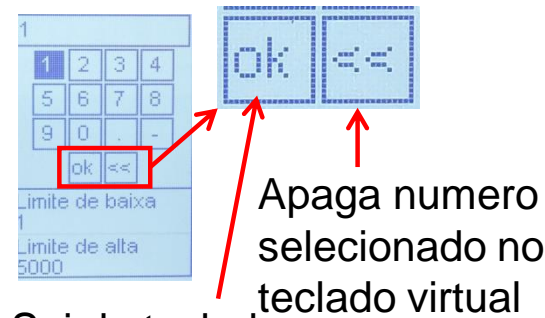 1
1 2 3 4
5 6 7 8
9 0 . -
ok <<
Limite de baixa
1
Limite de alta
5000
ok <<
Apaga numero
selecionado no
teclado virtual